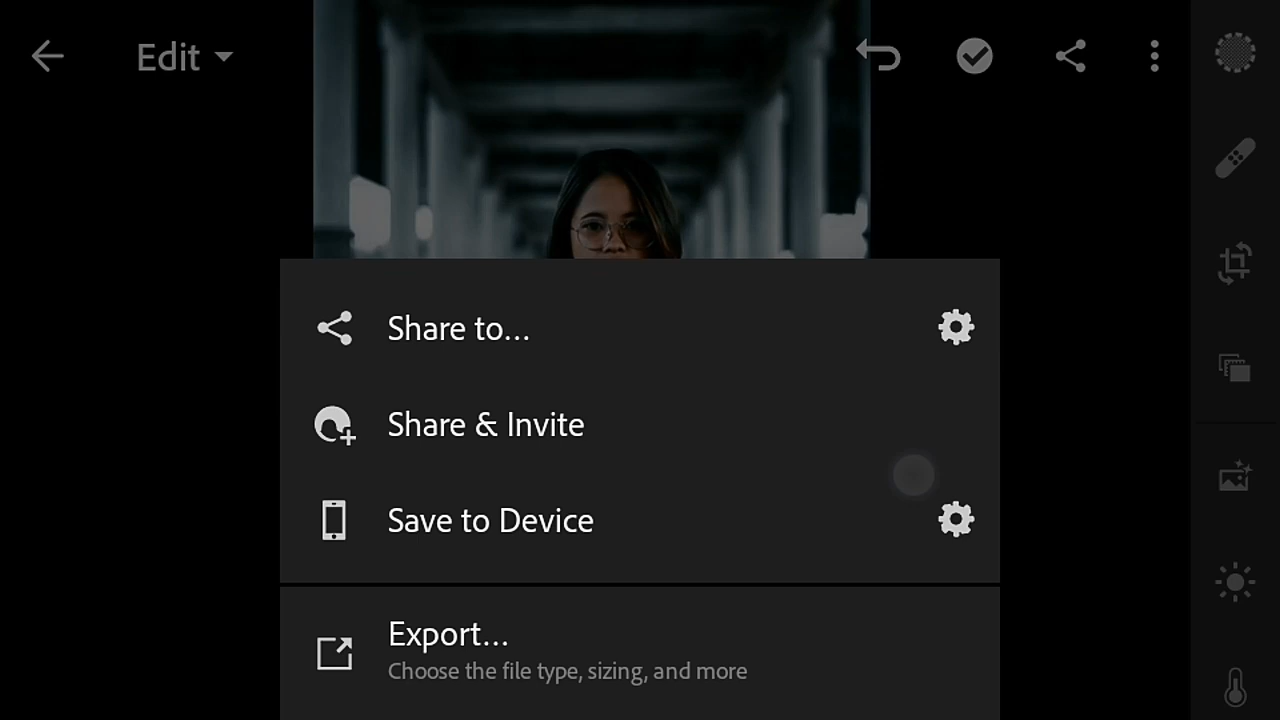 Edit
Share to...
Share & Invite
Save to Device
Export...
Choose the file type, sizing, and more